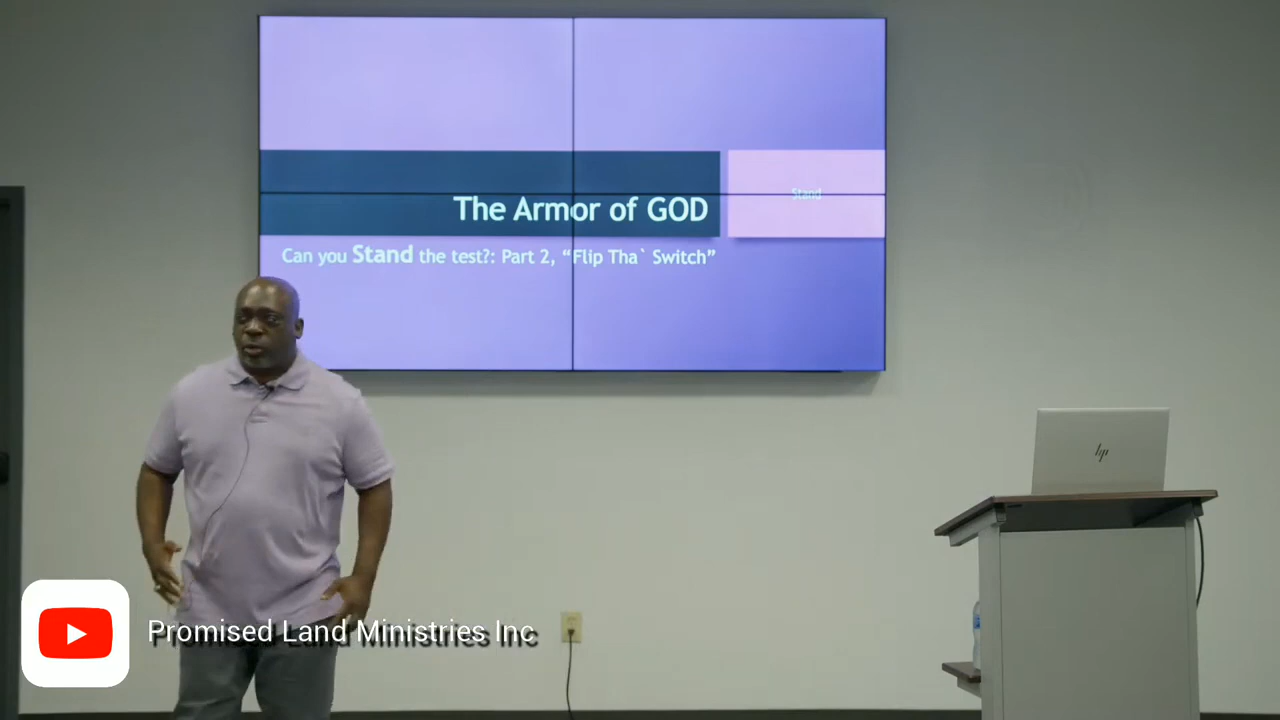 The Armor of GOD
Stand
Can you Stand the test?: Part 2, “Flip Tha` Switch”
hp
Promised Land Ministries Inc